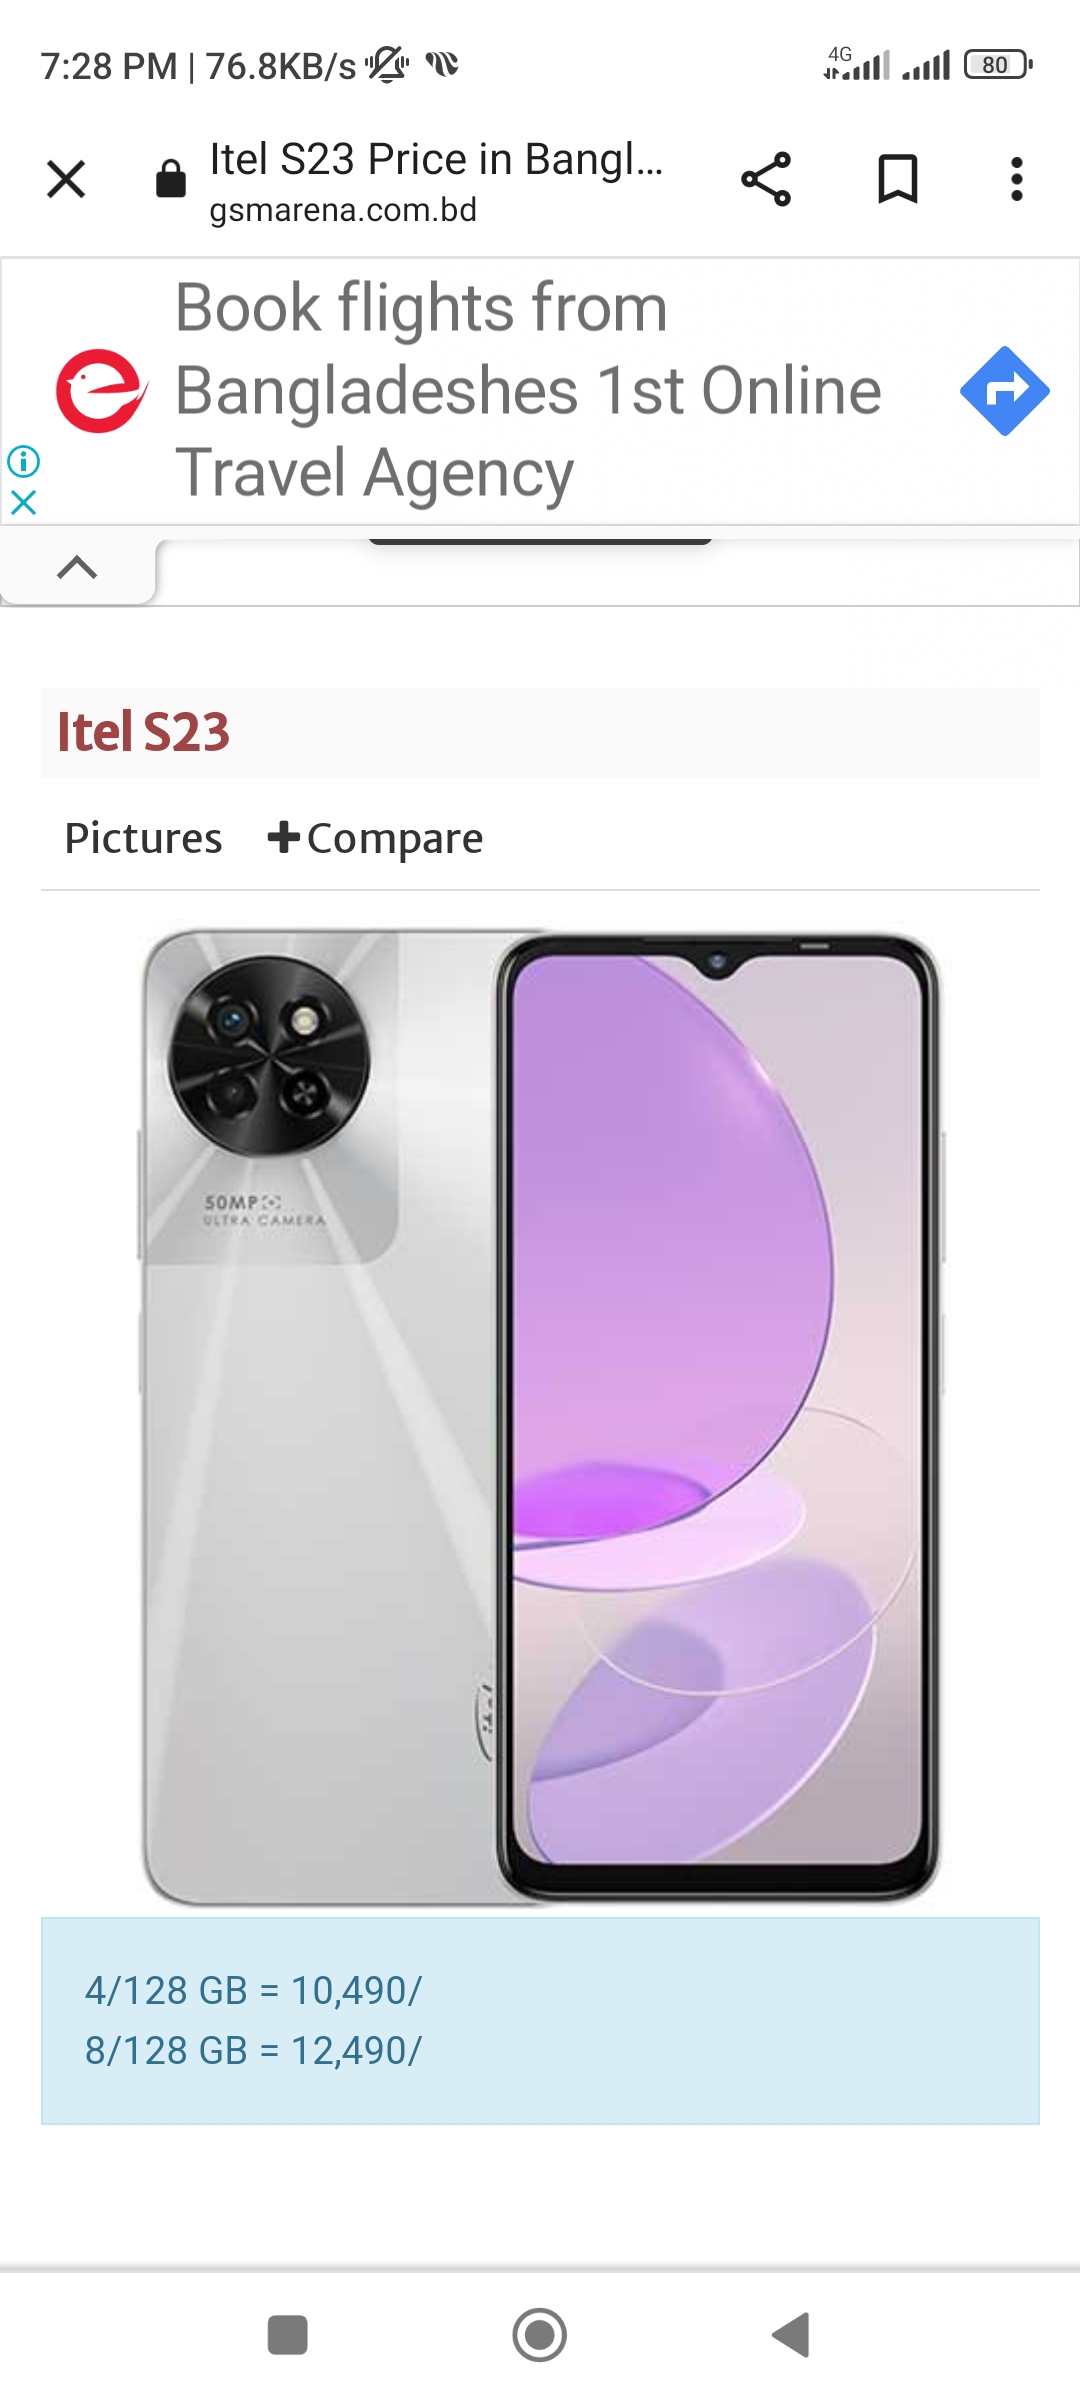 7:28 PM | 76.8KB/s
4G
80
Itel S23 Price in Bangl...
gsmarena.com.bd
Book flights from
Bangladeshes 1st Online
Travel Agency
Itel S23
Pictures +Compare
50MP
ULTRA CAMERA
4/128 GB = 10,490/
8/128 GB = 12,490/